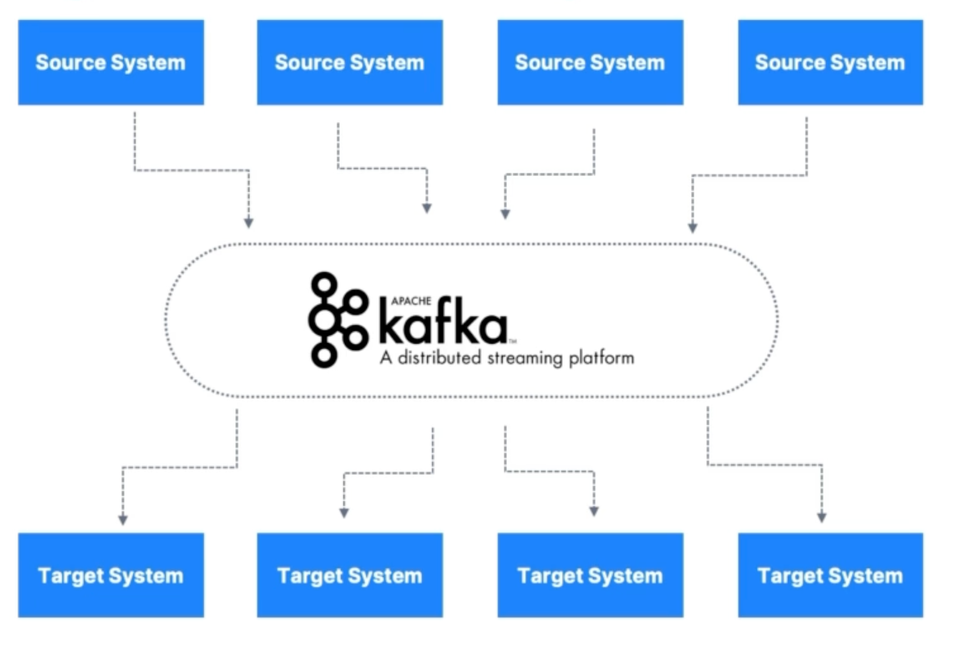 Source System
Source System
Source System
Source System
APACHE
kafka™
A distributed streaming platform
Target System
Target System
Target System
Target System